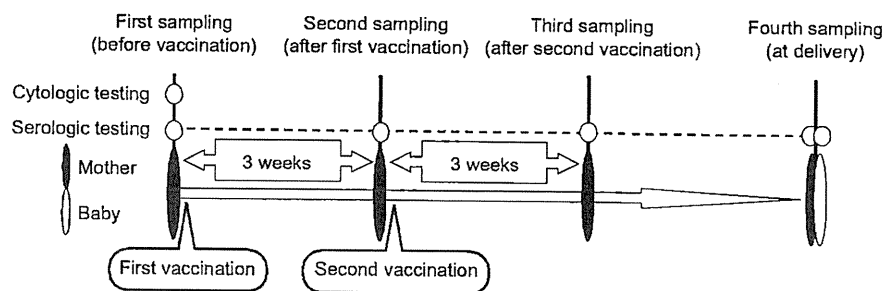 First sampling
(before vaccination)
Second sampling
(after first vaccination)
Third sampling
(after second vaccination)
Fourth sampling
(at delivery)
Cytologic testing
Serologic testing
3 weeks
3 weeks
Mother
Baby
First vaccination
Second vaccination